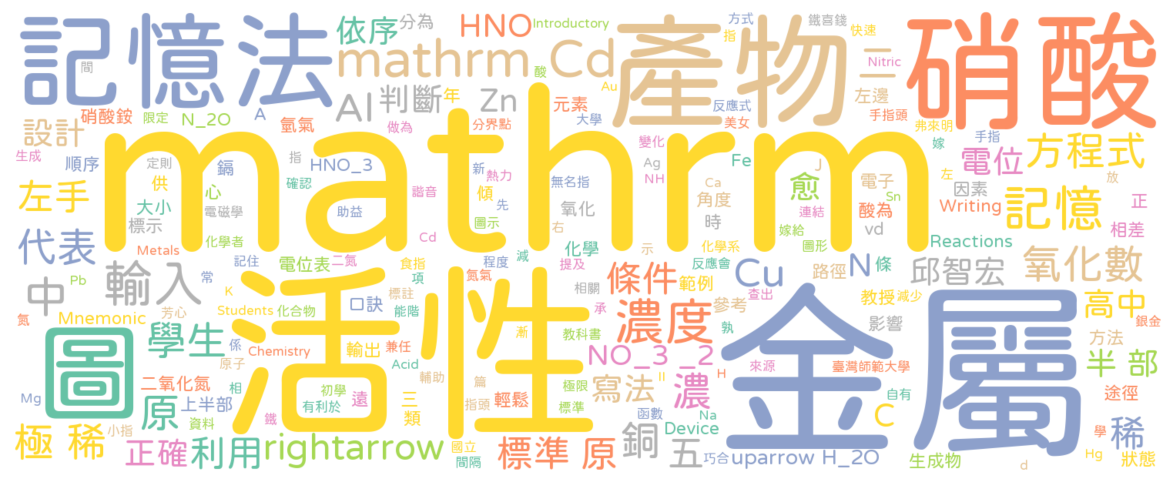 記憶法
依序
分為
HNO
Introductory
方式
鐵喜錢
快速
硝酸
間
mathrm Cd
產物
二
指
Nitric
左邊
手指頭
硝酸銨
限定
N_2O
A
氫氣
Al
判斷
年
Zn
酸
元素
Au
大學
反應式
美女
弗來明
設計
做為
分界點
變化
嫁
手指
生成
順序
定則
鎘
指
HNO_3
mathrm
新
熱力
無名指
Ag
NH
Fe
Ca
J
電子
Sn
電位
方程式
左
故
左手
供
心
確認
諧音
傾
先
角度
愈
因素
正
大小
標示
電磁學
助益
圖示
氧化
時
連結
酸為
Writing
記憶
代表
Metals
化學者
Cd
右
化學
示
化學系
嫁給
圖形
vd
Reactions
相差
中
Pb
輸入
常
記住
電位表
二氮
減
食指
項
氮氣
程度
提及
相關
條件
範例
反應會
Cu
路徑
N
條
邱智宏
氧化數
氮
Mnemonic
芳心
K
Students
化合物
口訣
標註
能階
活性
承
濃度
查出
參考
教授
減少
影響
高中
銀金
圖
學生
係
原子
Chemistry
輸出
兼任
漸
教科書
NO_3 _2
孰
金屬
來源
臺灣師範大學
方法
半 部
二氧化氮
相
Acid
輔助
篇
極限
寫法
II
濃
H
自有
途徑
Mg
原
上半部
初學
有利於
三
遠
指頭
輕鬆
標準
函數
Na
C
稀
極 稀
小指
資料
鐵
類
國立
Device
學
正確
利用
rightarrow
間隔
標準 原
銅
五
巧合
uparrow H_2O
生成物
d
Hg
狀態